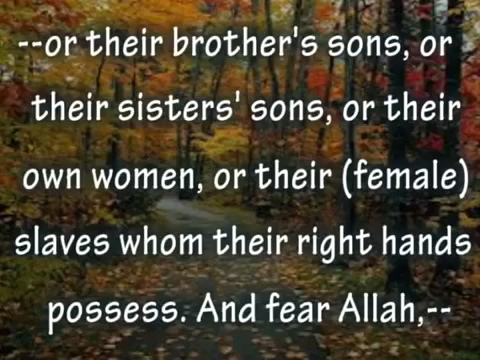 --or their brother's sons, or
their sisters' sons, or their
own women, or their (female)
slaves whom their right hands
possess. And fear Allah,--